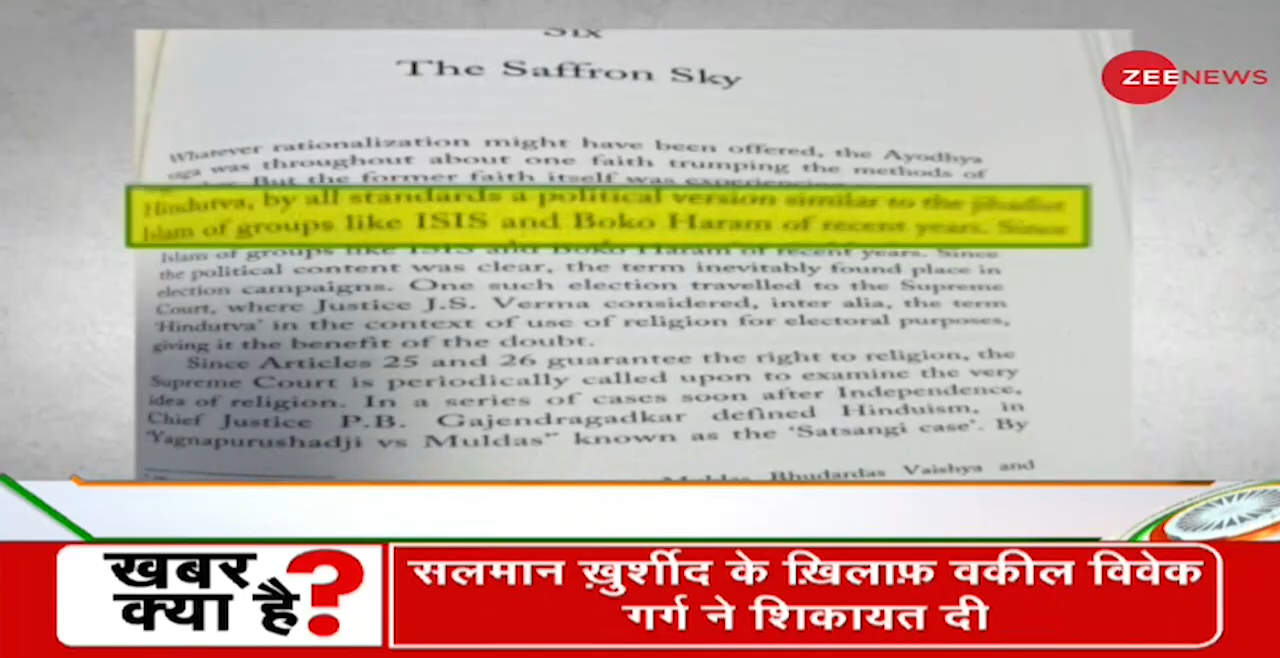 Six
The Saffron Sky
ZEENEWS
Whatever rationalization might have been offered, the Ayodhya
was throughout about one faith trumping the methods of
But the former faith itself was experiencing
Hindutva, by all standards a political version similar to the jihadist
Islam of groups like ISIS and Boko Haram of recent years. Since
Islam of groups like ISIS and Boko Haram of recent years. Since
the political content was clear, the term inevitably found place in
election campaigns. One such election travelled to the Supreme
Court, where Justice J.S. Verma considered, inter alia, the term
'Hindutva' in the context of use of religion for electoral purposes,
giving it the benefit of the doubt.
Since Articles 25 and 26 guarantee the right to religion, the
Supreme Court is periodically called upon to examine the very
idea of religion. In a series of cases soon after Independence,
Chief Justice P.B. Gajendragadkar defined Hinduism, in
'Yagnapurushadji vs Muldas" known as the 'Satsangi case'. By
Muldas Bhudardas Vaishya and
खबर
क्या है?
सलमान ख़ुर्शीद के ख़िलाफ़ वकील विवेक
गर्ग ने शिकायत दी